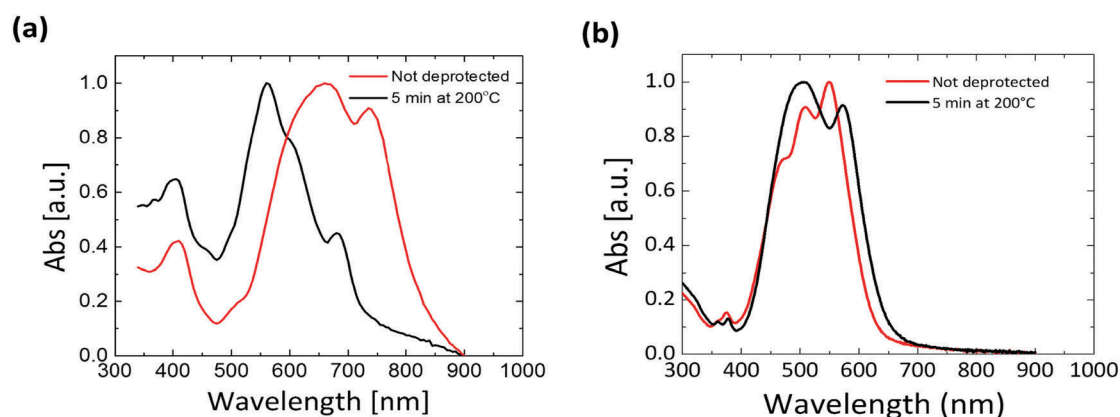 (a)
Abs [a.u.]
1.0
0.8
0.6
0.4
0.2
0.0
Not deprotected
5 min at 200°C
300 400 500 600 700 800 900 1000
Wavelength [nm]
(b)
Abs [a.u.]
1.0
0.8
0.6
0.4
0.2
0.0
Not deprotected
5 min at 200°C
300 400 500 600 700 800 900 1000
Wavelength (nm)